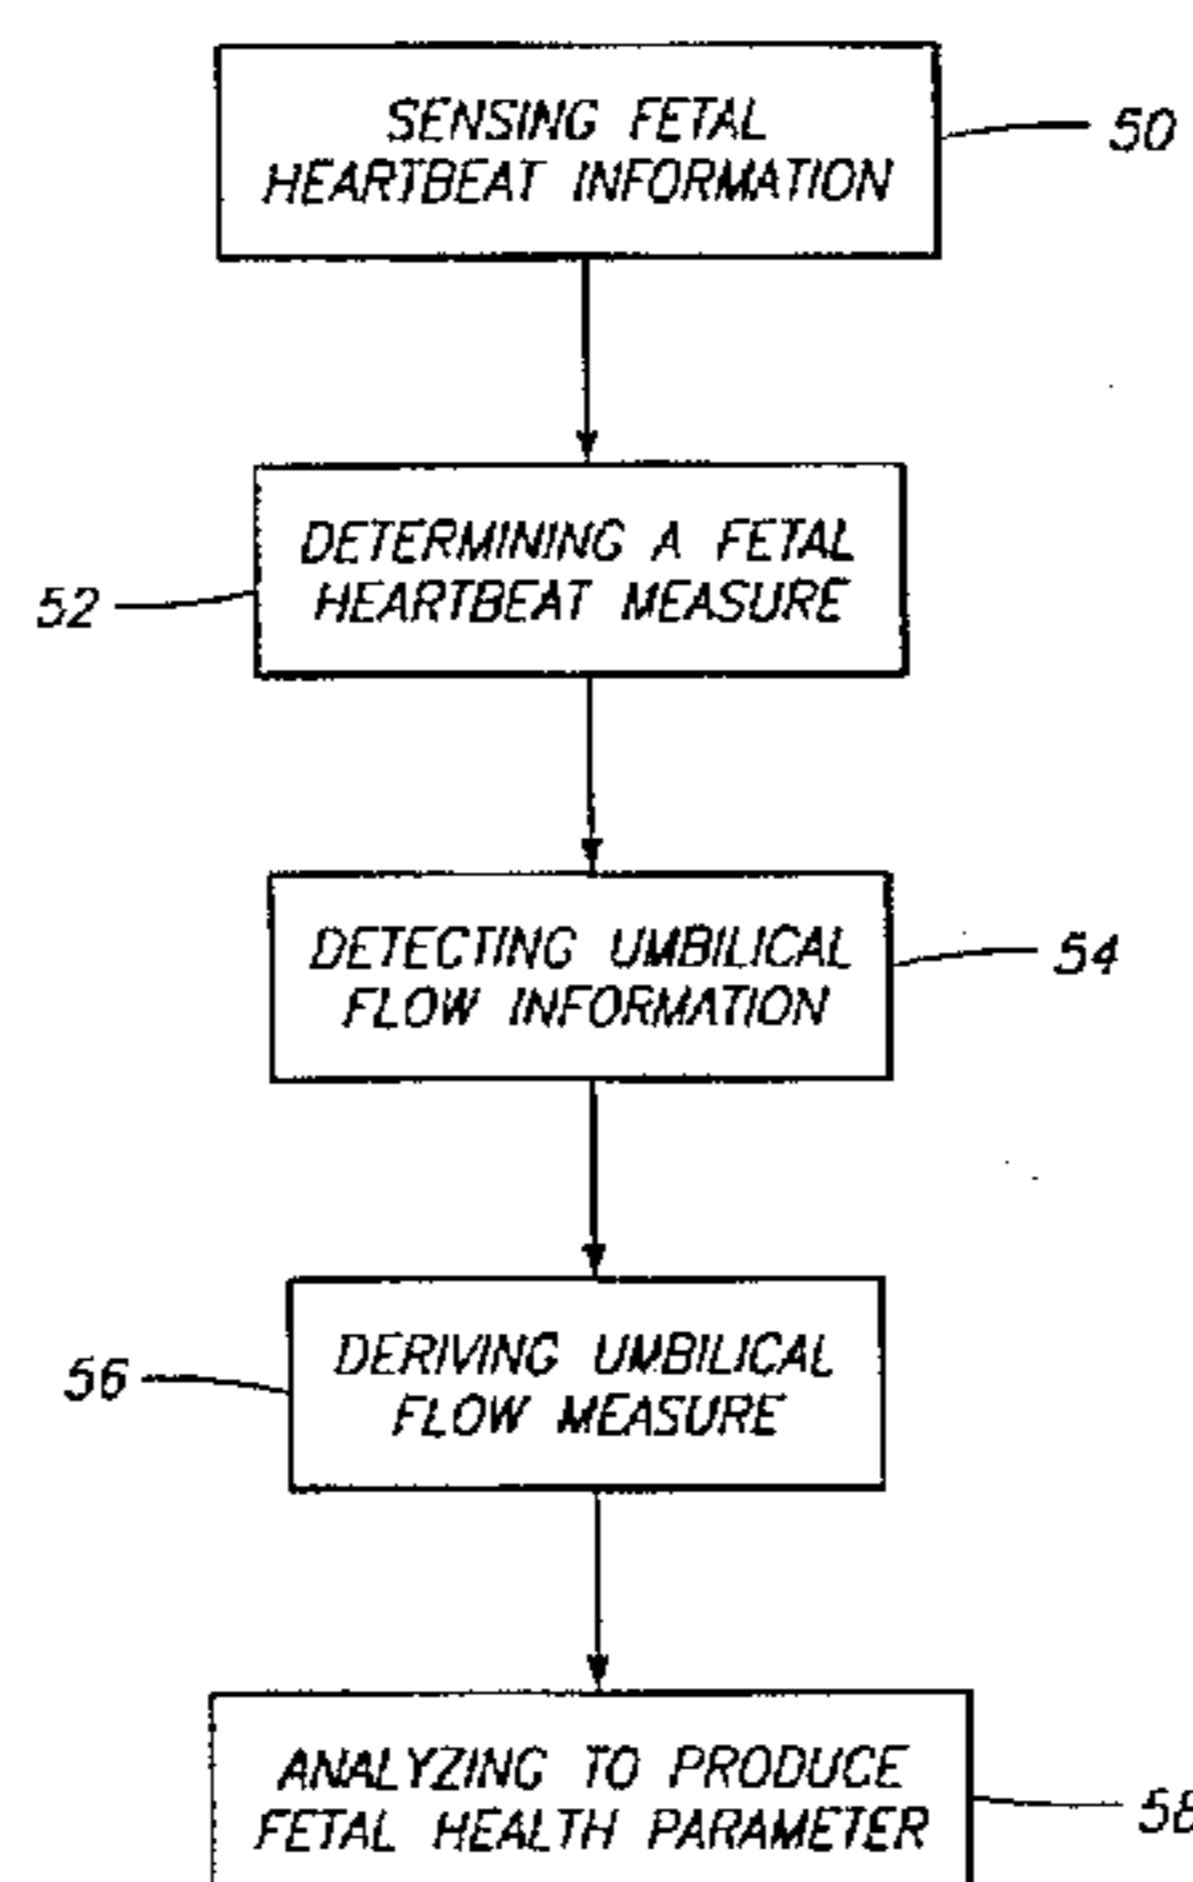 SENSING FETAL
HEARTBEAT INFORMATION
50
DETERMINING A FETAL
HEARTBEAT MEASURE
52
DETECTING UMBILICAL
FLOW INFORMATION
54
DERIVING UMBILICAL
FLOW MEASURE
56
ANALYZING TO PRODUCE
FETAL HEALTH PARAMETER
58